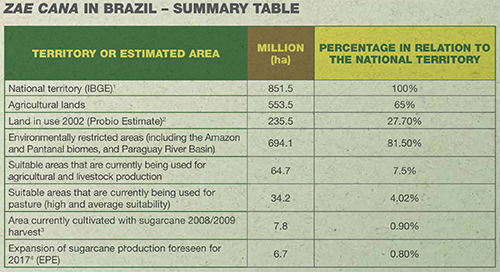 ZAE CANA IN BRAZIL – SUMMARY TABLE
TERRITORY OR ESTIMATED AREA
MILLION
(ha)
PERCENTAGE IN RELATION TO
THE NATIONAL TERRITORY
National territory (IBGE)¹ 851.5 100%
Agricultural lands 553.5 65%
Land in use 2002 (Probio Estimate)² 235.5 27.70%
Environmentally restricted areas (including the Amazon
and Pantanal biomes, and Paraguay River Basin) 694.1 81.50%
Suitable areas that are currently being used for
agricultural and livestock production 64.7 7.5%
Suitable areas that are currently being used for
pasture (high and average suitability) 34.2 4.02%
Area currently cultivated with sugarcane 2008/2009
harvest³ 7.8 0.90%
Expansion of sugarcane production foreseen for
2017⁴ (EPE) 6.7 0.80%